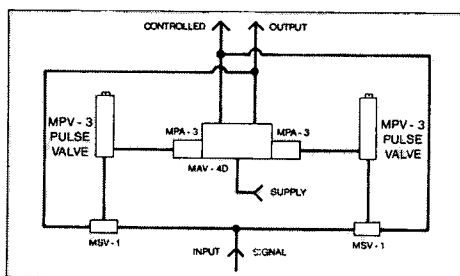 CONTROLLED OUTPUT
MPV - 3
PULSE
VALVE
MPA - 3
MPA - 3
MPV - 3
PULSE
VALVE
MAV - 4D
SUPPLY
MSV - 1
MSV - 1
INPUT SIGNAL